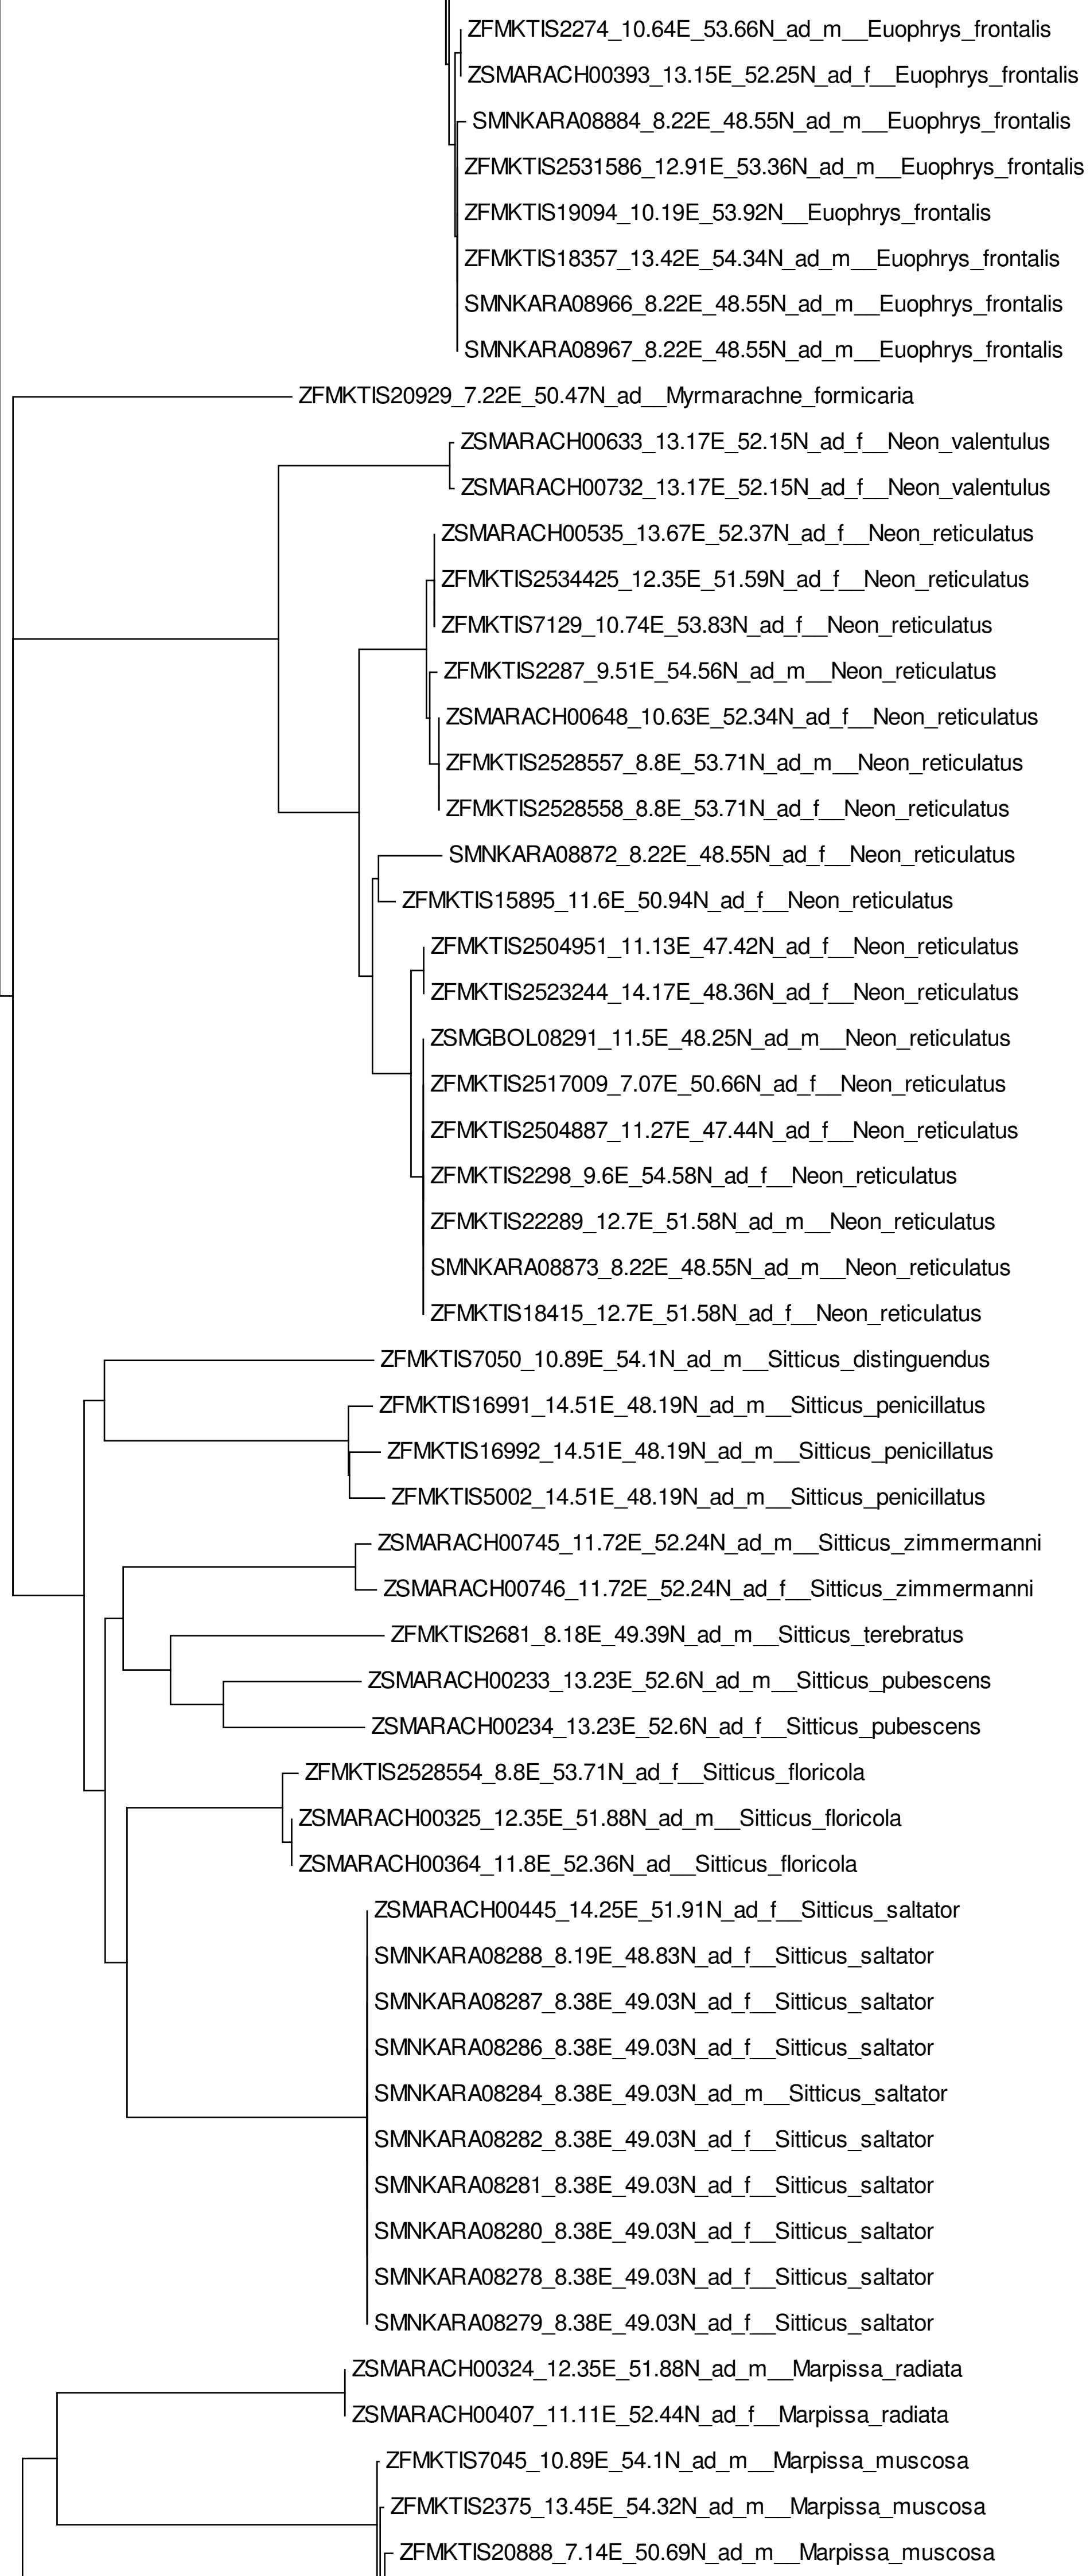 ZFMKTIS2274_10.64E_53.66N_ad_m__Euophrys_frontalis
ZSMARACH00393_13.15E_52.25N_ad_f__Euophrys_frontalis
SMNKARA08884_8.22E_48.55N_ad_m__Euophrys_frontalis
ZFMKTIS2531586_12.91E_53.36N_ad_m__Euophrys_frontalis
ZFMKTIS19094_10.19E_53.92N__Euophrys_frontalis
ZFMKTIS18357_13.42E_54.34N_ad_m__Euophrys_frontalis
SMNKARA08966_8.22E_48.55N_ad_m__Euophrys_frontalis
SMNKARA08967_8.22E_48.55N_ad_m__Euophrys_frontalis
ZFMKTIS20929_7.22E_50.47N_ad__Myrmarachne_formicaria
ZSMARACH00633_13.17E_52.15N_ad_f__Neon_valentulus
ZSMARACH00732_13.17E_52.15N_ad_f__Neon_valentulus
ZSMARACH00535_13.67E_52.37N_ad_f__Neon_reticulatus
ZFMKTIS2534425_12.35E_51.59N_ad_f__Neon_reticulatus
ZFMKTIS7129_10.74E_53.83N_ad_f__Neon_reticulatus
ZFMKTIS2287_9.51E_54.56N_ad_m__Neon_reticulatus
ZSMARACH00648_10.63E_52.34N_ad_f__Neon_reticulatus
ZFMKTIS2528557_8.8E_53.71N_ad_m__Neon_reticulatus
ZFMKTIS2528558_8.8E_53.71N_ad_f__Neon_reticulatus
SMNKARA08872_8.22E_48.55N_ad_f__Neon_reticulatus
ZFMKTIS15895_11.6E_50.94N_ad_f__Neon_reticulatus
ZFMKTIS2504951_11.13E_47.42N_ad_f__Neon_reticulatus
ZFMKTIS2523244_14.17E_48.36N_ad_f__Neon_reticulatus
ZSMGBOL08291_11.5E_48.25N_ad_m__Neon_reticulatus
ZFMKTIS2517009_7.07E_50.66N_ad_f__Neon_reticulatus
ZFMKTIS2504887_11.27E_47.44N_ad_f__Neon_reticulatus
ZFMKTIS2298_9.6E_54.58N_ad_f__Neon_reticulatus
ZFMKTIS22289_12.7E_51.58N_ad_m__Neon_reticulatus
SMNKARA08873_8.22E_48.55N_ad_m__Neon_reticulatus
ZFMKTIS18415_12.7E_51.58N_ad_f__Neon_reticulatus
ZFMKTIS7050_10.89E_54.1N_ad_m__Sitticus_distinguendus
ZFMKTIS16991_14.51E_48.19N_ad_m__Sitticus_penicillatus
ZFMKTIS16992_14.51E_48.19N_ad_m__Sitticus_penicillatus
ZFMKTIS5002_14.51E_48.19N_ad_m__Sitticus_penicillatus
ZSMARACH00745_11.72E_52.24N_ad_m__Sitticus_zimmermanni
ZSMARACH00746_11.72E_52.24N_ad_f__Sitticus_zimmermanni
ZFMKTIS2681_8.18E_49.39N_ad_m__Sitticus_terebratus
ZSMARACH00233_13.23E_52.6N_ad_m__Sitticus_pubescens
ZSMARACH00234_13.23E_52.6N_ad_f__Sitticus_pubescens
ZFMKTIS2528554_8.8E_53.71N_ad_f__Sitticus_floricola
ZSMARACH00325_12.35E_51.88N_ad_m__Sitticus_floricola
ZSMARACH00364_11.8E_52.36N_ad__Sitticus_floricola
ZSMARACH00445_14.25E_51.91N_ad_f__Sitticus_saltator
SMNKARA08288_8.19E_48.83N_ad_f__Sitticus_saltator
SMNKARA08287_8.38E_49.03N_ad_f__Sitticus_saltator
SMNKARA08286_8.38E_49.03N_ad_f__Sitticus_saltator
SMNKARA08284_8.38E_49.03N_ad_m__Sitticus_saltator
SMNKARA08282_8.38E_49.03N_ad_f__Sitticus_saltator
SMNKARA08281_8.38E_49.03N_ad_f__Sitticus_saltator
SMNKARA08280_8.38E_49.03N_ad_f__Sitticus_saltator
SMNKARA08278_8.38E_49.03N_ad_f__Sitticus_saltator
SMNKARA08279_8.38E_49.03N_ad_f__Sitticus_saltator
ZSMARACH00324_12.35E_51.88N_ad_m__Marpissa_radiata
ZSMARACH00407_11.11E_52.44N_ad_f__Marpissa_radiata
ZFMKTIS7045_10.89E_54.1N_ad_m__Marpissa_muscosa
ZFMKTIS2375_13.45E_54.32N_ad_m__Marpissa_muscosa
ZFMKTIS20888_7.14E_50.69N_ad_m__Marpissa_muscosa